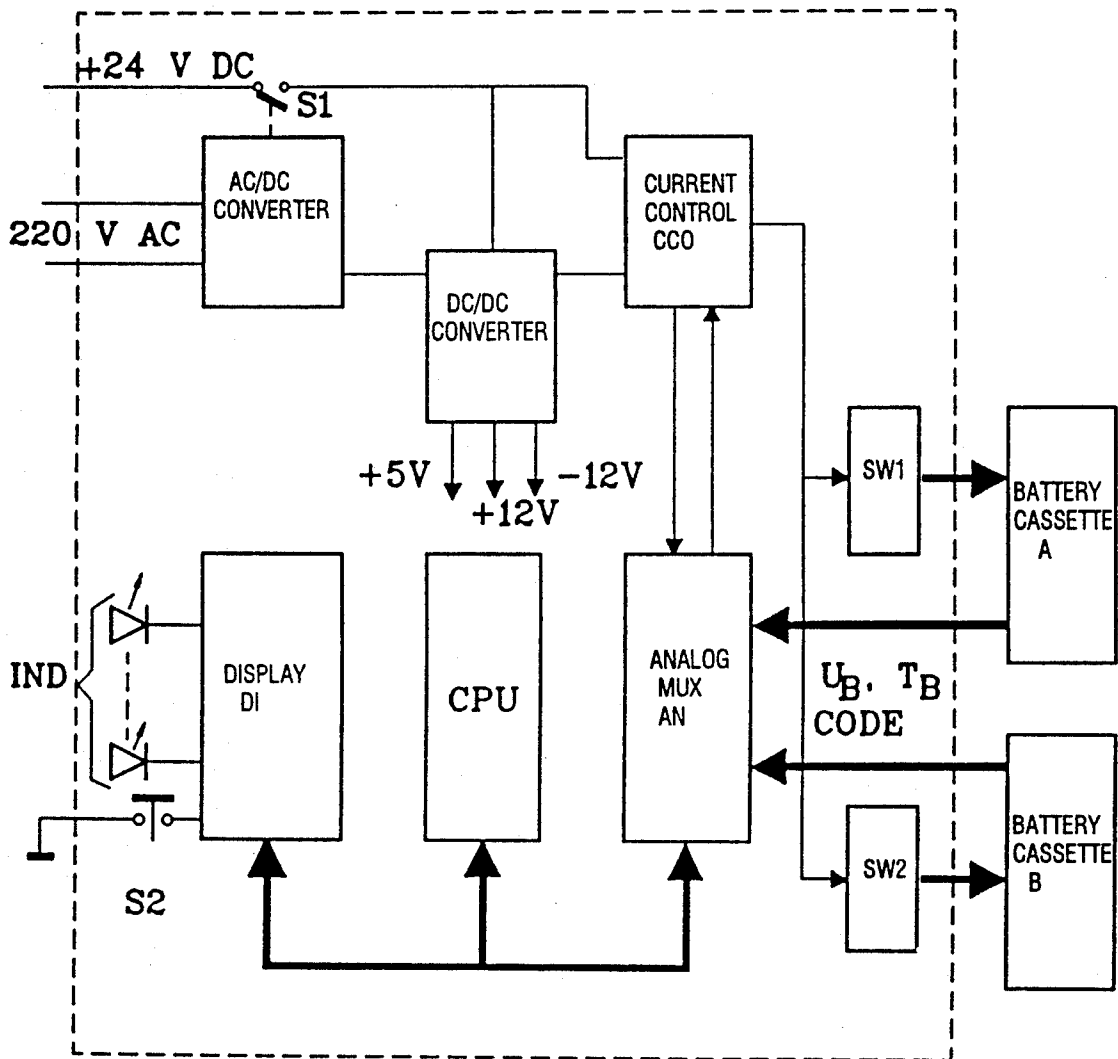 +24 V DC
S1
AC/DC
CONVERTER
220 V AC
CURRENT
CONTROL
CCO
DC/DC
CONVERTER
+5V
+12V
-12V
SW1
BATTERY
CASSETTE
A
IND
DISPLAY
DI
CPU
ANALOG
MUX
AN
UB, TB
CODE
S2
SW2
BATTERY
CASSETTE
B